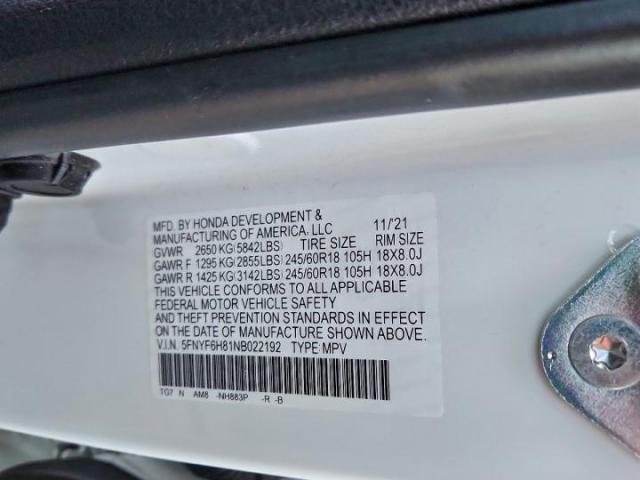 MFD. BY HONDA DEVELOPMENT &
MANUFACTURING OF AMERICA, LLC 11/'21
GVWR 2650 KG(5842LBS) TIRE SIZE RIM SIZE
GAWR F 1295 KG(2855LBS) 245/60R18 105H 18X8.0J
GAWR R 1425 KG(3142LBS) 245/60R18 105H 18X8.0J
THIS VEHICLE CONFORMS TO ALL APPLICABLE
FEDERAL MOTOR VEHICLE SAFETY
AND THEFT PREVENTION STANDARDS IN EFFECT
ON THE DATE OF MANUFACTURE SHOWN ABOVE.
V.I.N. 5FNYF6H81NB022192 TYPE: MPV
TG7 N AM8 -NH883P -R -B